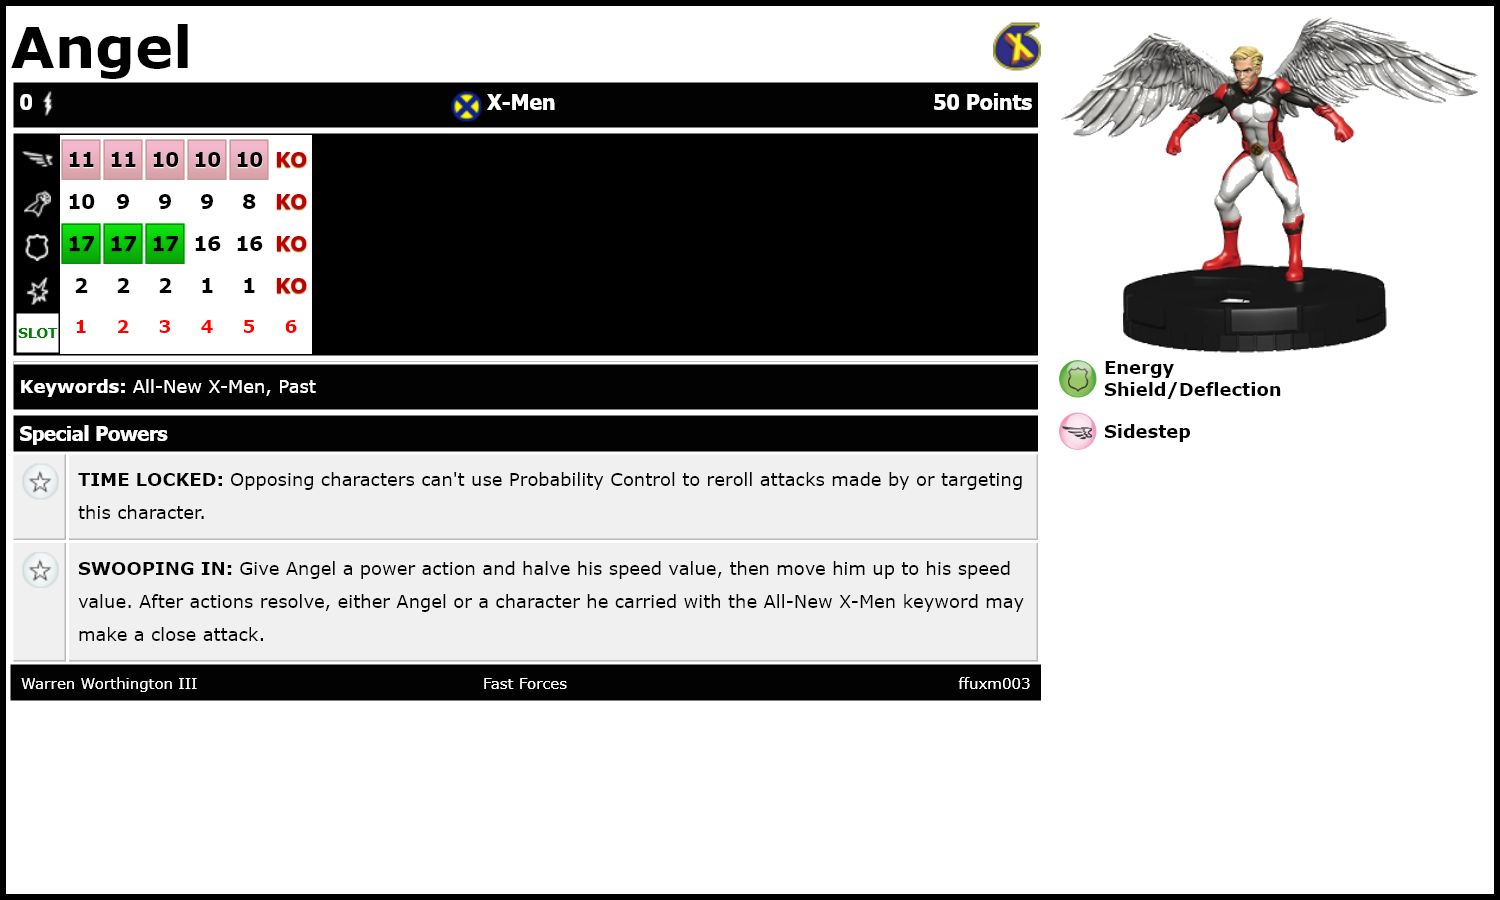 Angel
0 X-Men 50 Points
11 11 10 10 10 KO
10 9 9 9 8 KO
17 17 17 16 16 KO
2 2 2 1 1 KO
SLOT 1 2 3 4 5 6
Keywords: All-New X-Men, Past
Special Powers
TIME LOCKED: Opposing characters can't use Probability Control to reroll attacks made by or targeting
this character.
SWOOPING IN: Give Angel a power action and halve his speed value, then move him up to his speed
value. After actions resolve, either Angel or a character he carried with the All-New X-Men keyword may
make a close attack.
Warren Worthington III Fast Forces ffuxm003
Energy
Shield/Deflection
Sidestep